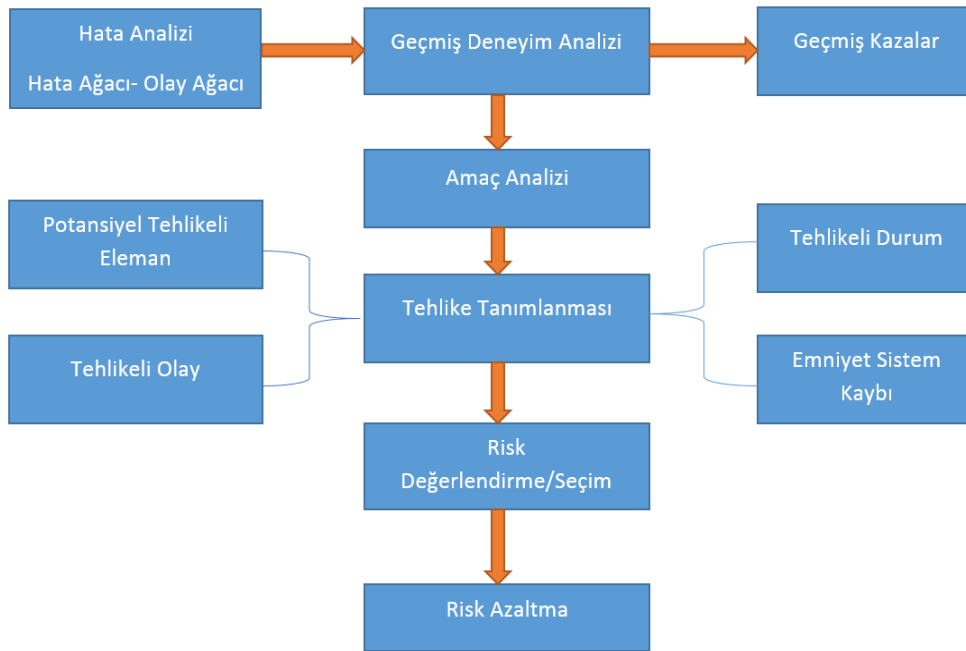 Hata Analizi
Hata Ağacı- Olay Ağacı
Geçmiş Deneyim Analizi
Geçmiş Kazalar
Amaç Analizi
Potansiyel Tehlikeli
Eleman
Tehlikeli Durum
Tehlike Tanımlanması
Tehlikeli Olay
Emniyet Sistem
Kaybı
Risk
Değerlendirme/Seçim
Risk Azaltma